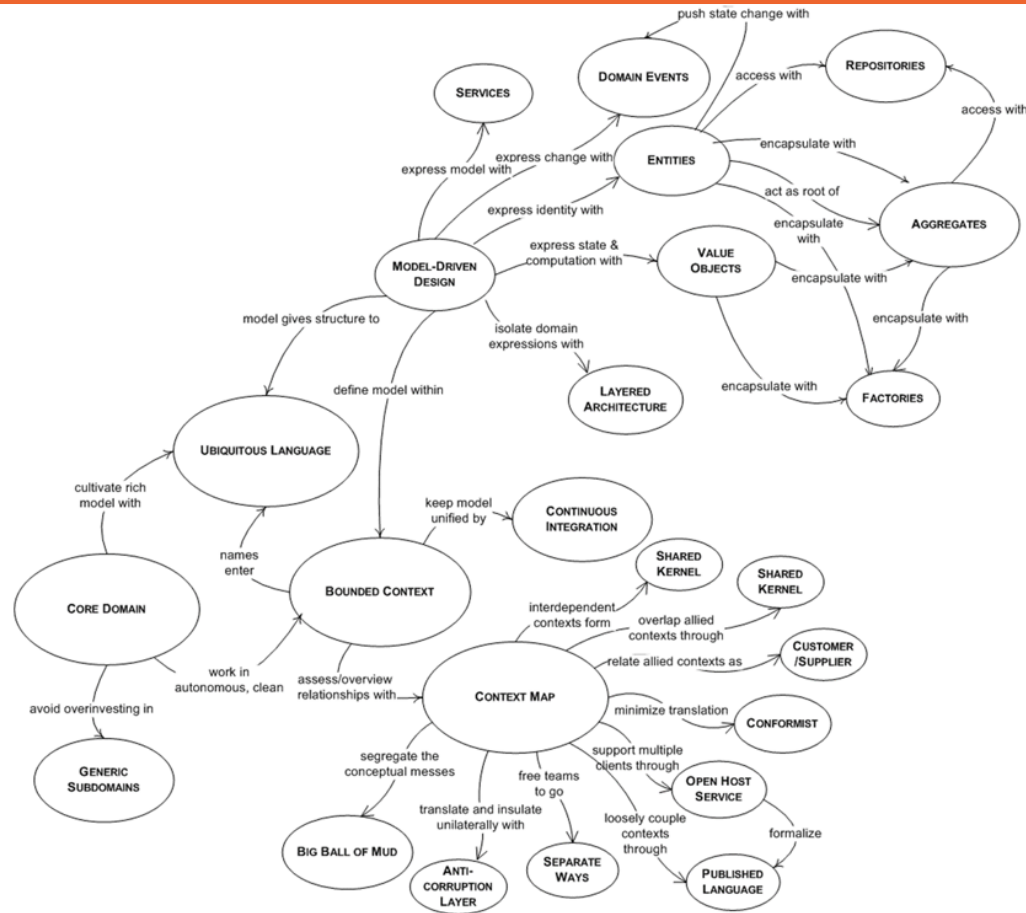 push state change with
DOMAIN EVENTS
REPOSITORIES
SERVICES
access with
access with
express change with
ENTITIES
encapsulate with
express model with
act as root of
express identity with
encapsulate
with
AGGREGATES
express state &
computation with
VALUE
OBJECTS
MODEL-DRIVEN
DESIGN
encapsulate with
model gives structure to
isolate domain
expressions with
encapsulate with
define model within
encapsulate with
LAYERED
ARCHITECTURE
FACTORIES
UBIQUITOUS LANGUAGE
cultivate rich
model with
keep model
unified by
CONTINUOUS
INTEGRATION
names
enter
SHARED
KERNEL
SHARED
KERNEL
BOUNDED CONTEXT
CORE DOMAIN
interdependent
contexts form
overlap allied
contexts through
CUSTOMER
/SUPPLIER
work in
autonomous, clean
assess/overview
relationships with
relate allied contexts as
CONTEXT MAP
avoid overinvesting in
minimize translation
CONFORMIST
segregate the
conceptual messes
support multiple
clients through
GENERIC
SUBDOMAINS
free teams
to go
OPEN HOST
SERVICE
translate and insulate
unilaterally with
loosely couple
contexts
through
formalize
BIG BALL OF MUD
SEPARATE
WAYS
ANTI-
CORRUPTION
LAYER
PUBLISHED
LANGUAGE